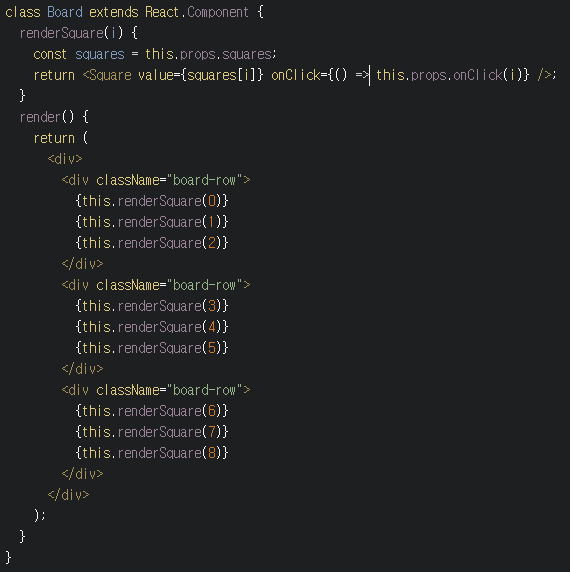 class Board extends React.Component {
  renderSquare(i) {
    const squares = this.props.squares;
    return <Square value={squares[i]} onClick={() => this.props.onClick(i)} />;
  }
  render() {
    return (
      <div>
        <div className="board-row">
          {this.renderSquare(0)}
          {this.renderSquare(1)}
          {this.renderSquare(2)}
        </div>
        <div className="board-row">
          {this.renderSquare(3)}
          {this.renderSquare(4)}
          {this.renderSquare(5)}
        </div>
        <div className="board-row">
          {this.renderSquare(6)}
          {this.renderSquare(7)}
          {this.renderSquare(8)}
        </div>
      </div>
    );
  }
}